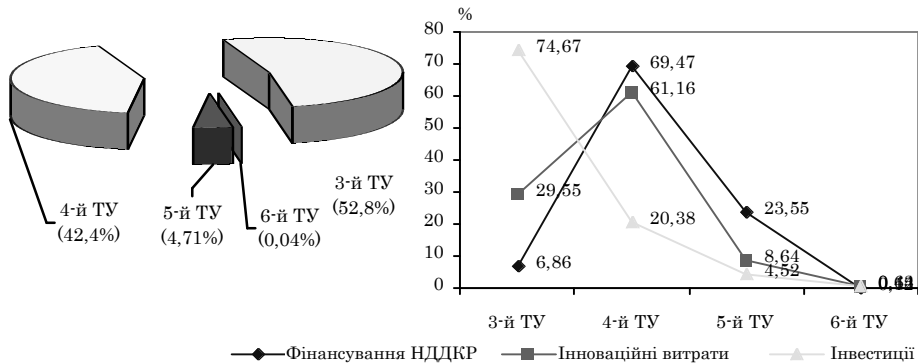 4-й ТУ
(42,4%)
5-й ТУ
(4,71%)
6-й ТУ
(0,04%)
3-й ТУ
(52,8%)
%
80
70
60
50
40
30
20
10
0
74,67
69,47
61,16
29,55
20,38
23,55
6,86
8,64
4,52
3-й ТУ
4-й ТУ
5-й ТУ
6-й ТУ
Фінансування НДДКР
Інноваційні витрати
Інвестиції